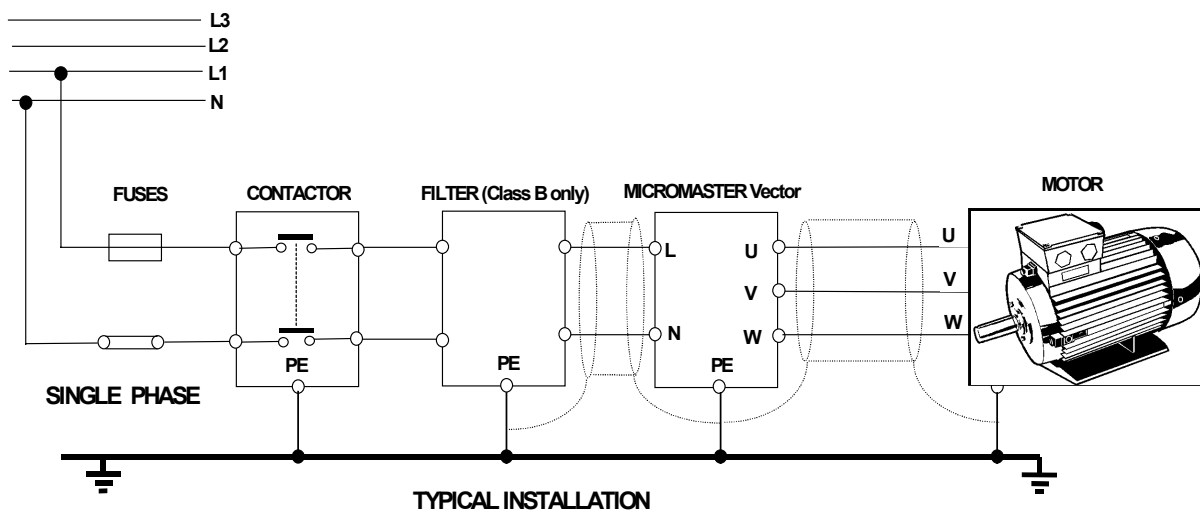 L3
L2
L1
N
FUSES
CONTACTOR
FILTER (Class B only)
MICROMASTER Vector
MOTOR
L
U
U
V
V
N
W
W
PE
PE
PE
SINGLE PHASE
TYPICAL INSTALLATION